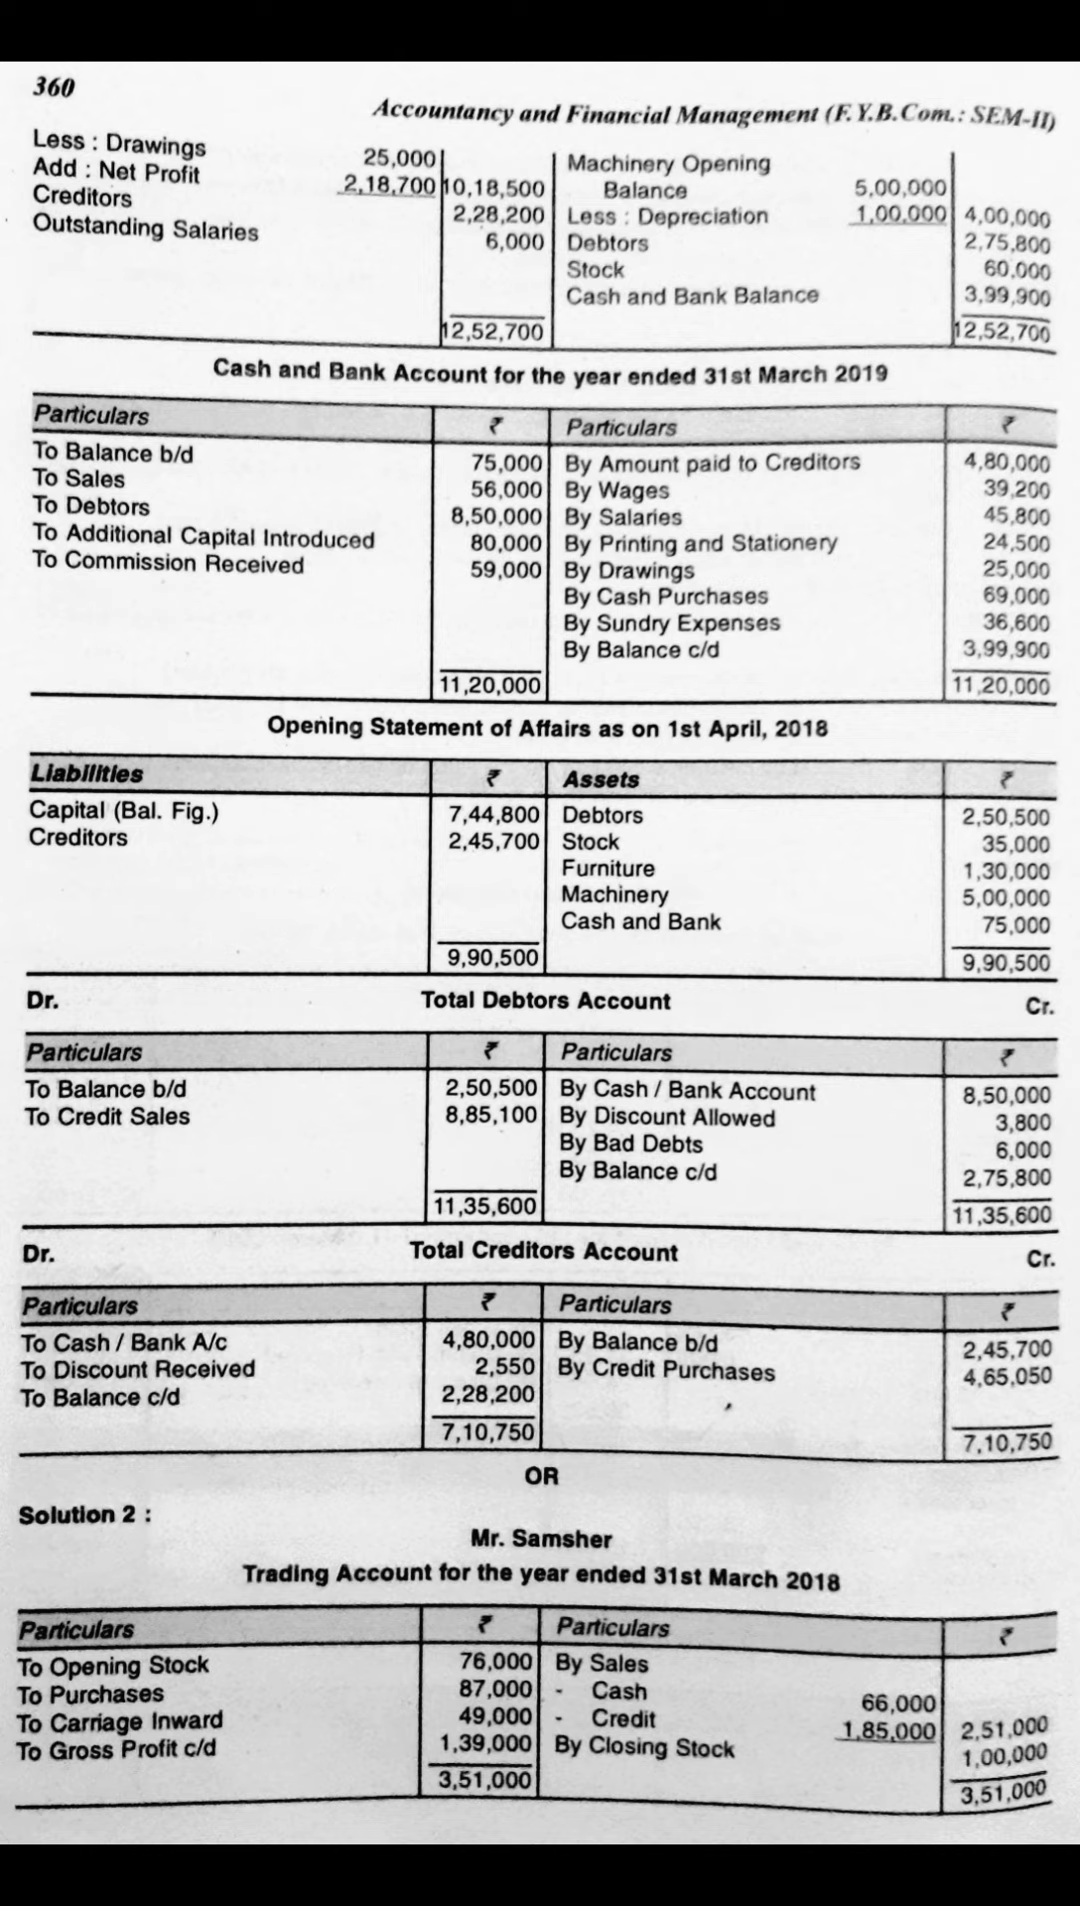 360
Accountancy and Financial Management (F.Y.B.Com.: SEM-II)
Less : Drawings 25,000 Machinery Opening
Add : Net Profit 2,18,700 10,18,500 Balance 5,00,000
Creditors 2,28,200 Less : Depreciation 1,00,000 4,00,000
Outstanding Salaries 6,000 Debtors 2,75,800
Stock 60,000
Cash and Bank Balance 3,99,900
12,52,700 12,52,700
Cash and Bank Account for the year ended 31st March 2019
Particulars ₹ Particulars ₹
To Balance b/d 75,000 By Amount paid to Creditors 4,80,000
To Sales 56,000 By Wages 39,200
To Debtors 8,50,000 By Salaries 45,800
To Additional Capital Introduced 80,000 By Printing and Stationery 24,500
To Commission Received 59,000 By Drawings 25,000
By Cash Purchases 69,000
By Sundry Expenses 36,600
By Balance c/d 3,99,900
11,20,000 11,20,000
Opening Statement of Affairs as on 1st April, 2018
Liabilities ₹ Assets ₹
Capital (Bal. Fig.) 7,44,800 Debtors 2,50,500
Creditors 2,45,700 Stock 35,000
Furniture 1,30,000
Machinery 5,00,000
Cash and Bank 75,000
9,90,500 9,90,500
Dr. Total Debtors Account Cr.
Particulars ₹ Particulars ₹
To Balance b/d 2,50,500 By Cash / Bank Account 8,50,000
To Credit Sales 8,85,100 By Discount Allowed 3,800
By Bad Debts 6,000
By Balance c/d 2,75,800
11,35,600 11,35,600
Dr. Total Creditors Account Cr.
Particulars ₹ Particulars ₹
To Cash / Bank A/c 4,80,000 By Balance b/d 2,45,700
To Discount Received 2,550 By Credit Purchases 4,65,050
To Balance c/d 2,28,200
7,10,750 7,10,750
OR
Solution 2 :
Mr. Samsher
Trading Account for the year ended 31st March 2018
Particulars ₹ Particulars ₹
To Opening Stock 76,000 By Sales
To Purchases 87,000 - Cash 66,000
To Carriage Inward 49,000 - Credit 1,85,000 2,51,000
To Gross Profit c/d 1,39,000 By Closing Stock 1,00,000
3,51,000 3,51,000